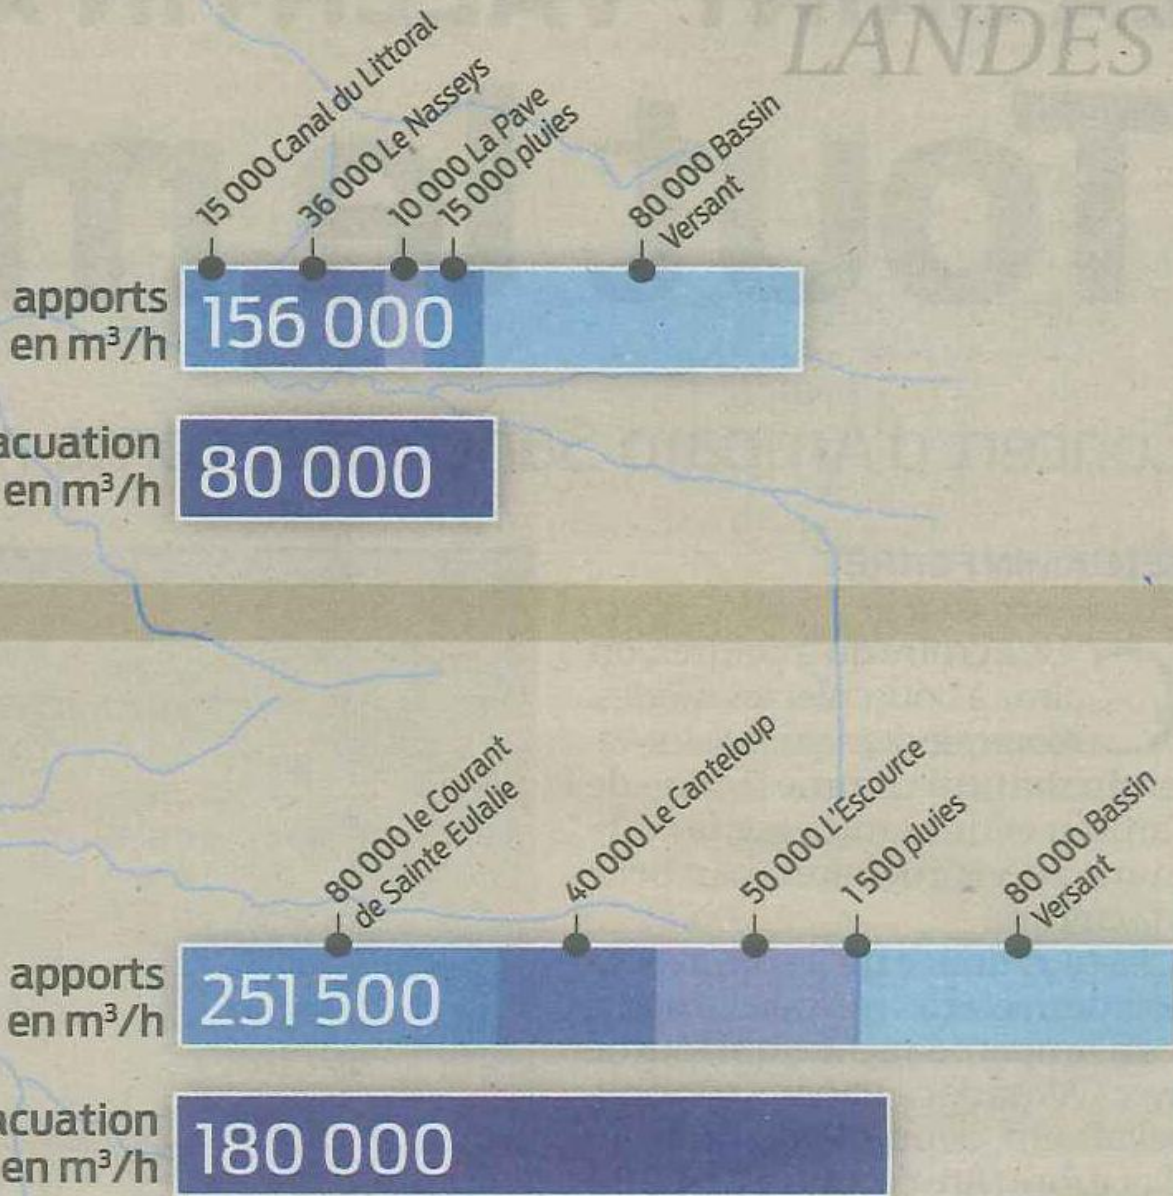 LANDES
15 000 Canal du Littoral
36 000 Le Nasseys
10 000 La Pave
15 000 pluies
80 000 Bassin
Versant
apports
en m³/h
156 000
acuation
en m³/h
80 000
80 000 le Courant
de Sainte Eulalie
40 000 Le Canteloup
50 000 L'Escource
1 500 pluies
80 000 Bassin
Versant
apports
en m³/h
251 500
acuation
en m³/h
180 000